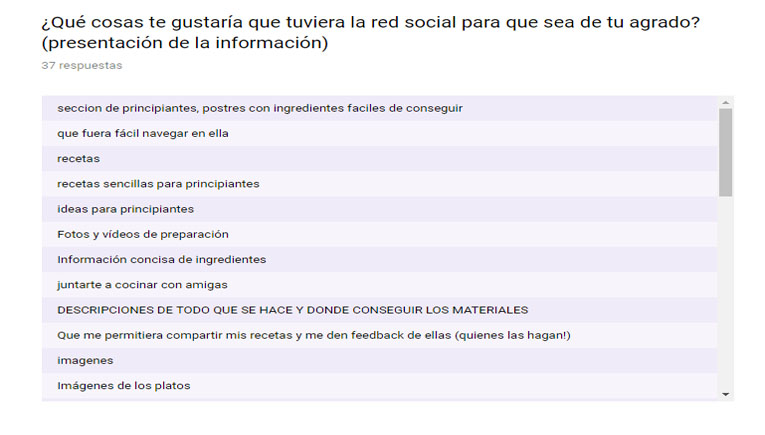 ¿Qué cosas te gustaría que tuviera la red social para que sea de tu agrado?
(presentación de la información)
37 respuestas
seccion de principiantes, postres con ingredientes faciles de conseguir
que fuera fácil navegar en ella
recetas
recetas sencillas para principiantes
ideas para principiantes
Fotos y vídeos de preparación
Información concisa de ingredientes
juntarte a cocinar con amigas
DESCRIPCIONES DE TODO QUE SE HACE Y DONDE CONSEGUIR LOS MATERIALES
Que me permitiera compartir mis recetas y me den feedback de ellas (quienes las hagan!)
imagenes
Imágenes de los platos